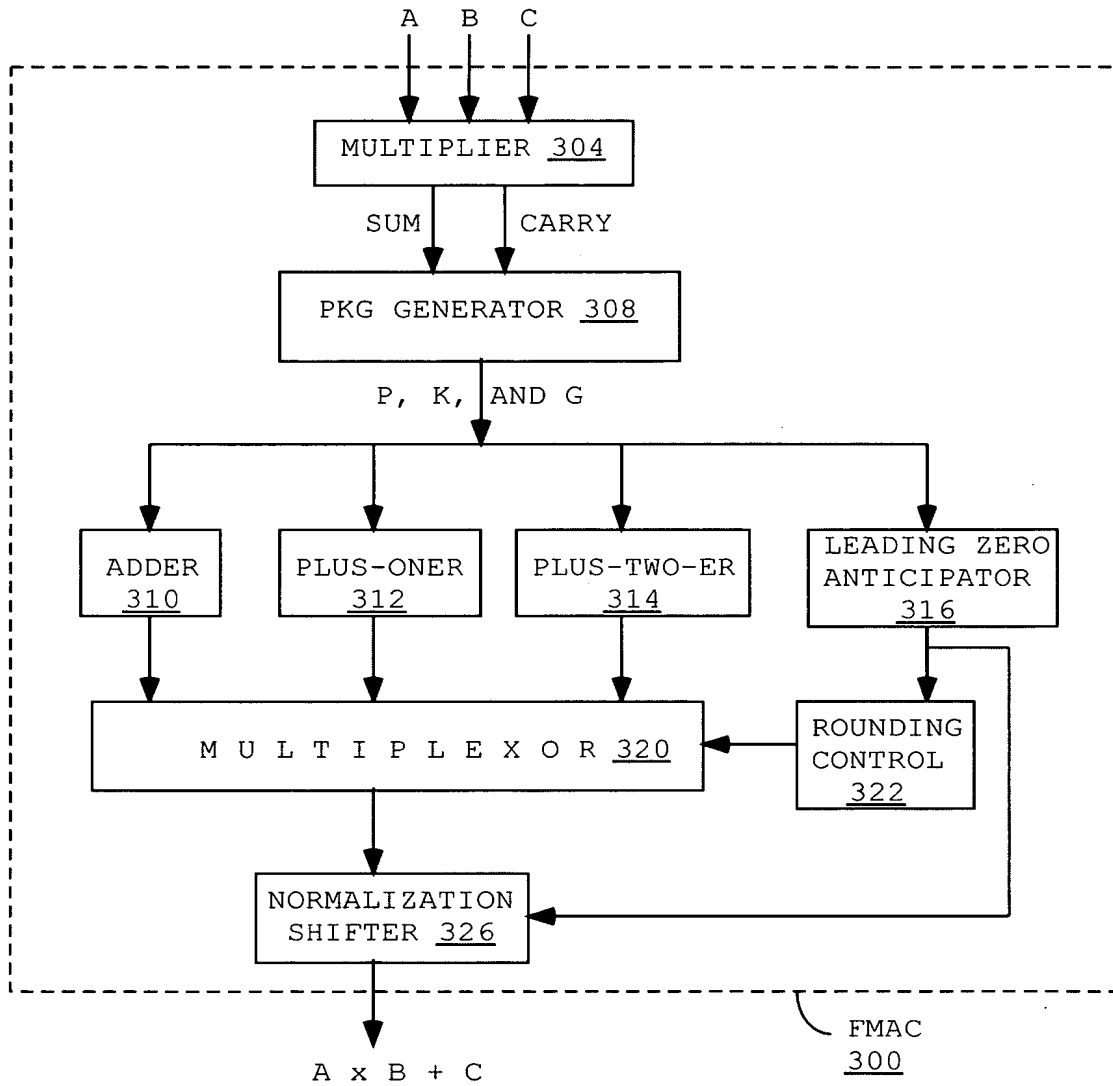 A B C
MULTIPLIER 304
SUM CARRY
PKG GENERATOR 308
P, K, AND G
ADDER
310
PLUS-ONER
312
PLUS-TWO-ER
314
LEADING ZERO
ANTICIPATOR
316
MULTIPLEXOR 320
ROUNDING
CONTROL
322
NORMALIZATION
SHIFTER 326
FMAC
300
A x B + C